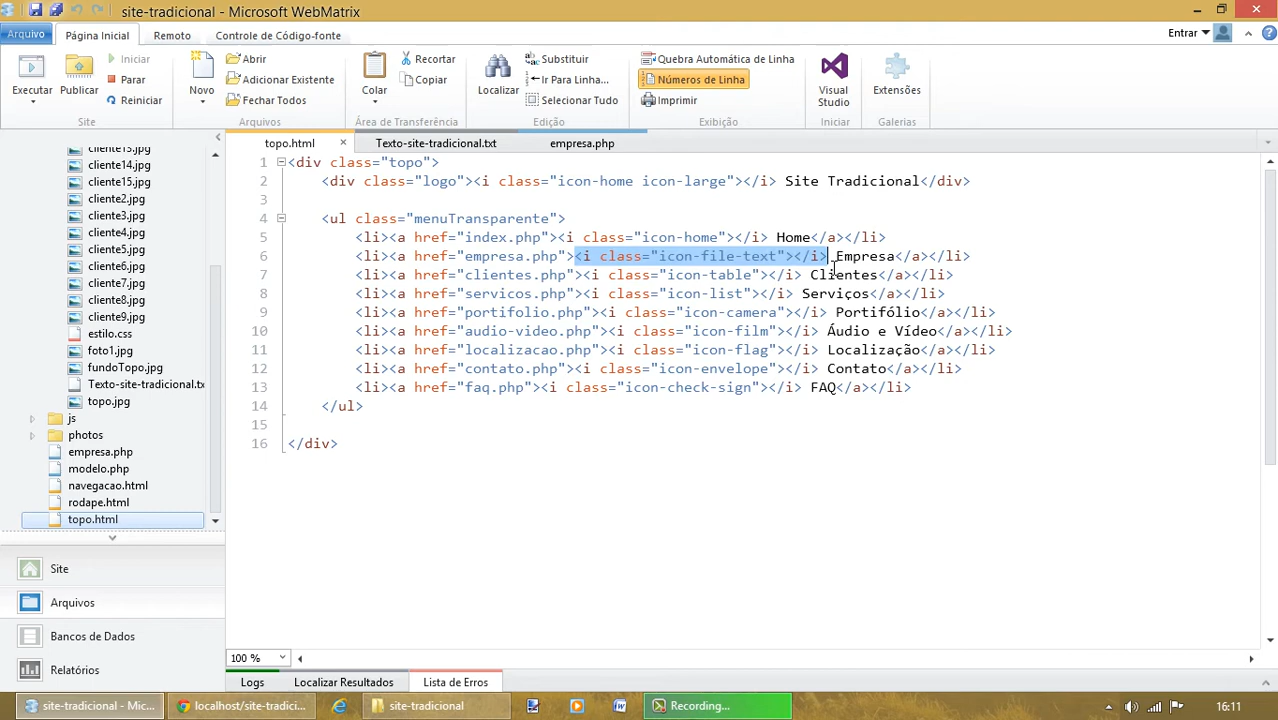 site-tradicional - Microsoft WebMatrix
Arquivo Página Inicial Remoto Controle de Código-fonte Entrar
Executar
Publicar
Iniciar
Parar
Reiniciar
Site
Novo
Abrir
Adicionar Existente
Fechar Todos
Arquivos
Colar
Recortar
Copiar
Área de Transferência
Localizar
Substituir
Ir Para Linha...
Selecionar Tudo
Edição
Quebra Automática de Linha
Números de Linha
Imprimir
Exibição
Visual Studio
Iniciar
Extensões
Galerias
cliente13.jpg
cliente14.jpg
cliente15.jpg
cliente2.jpg
cliente3.jpg
cliente4.jpg
cliente5.jpg
cliente6.jpg
cliente7.jpg
cliente8.jpg
cliente9.jpg
estilo.css
foto1.jpg
fundoTopo.jpg
Texto-site-tradicional.tx
topo.jpg
js
photos
empresa.php
modelo.php
navegacao.html
rodape.html
topo.html
Site
Arquivos
Bancos de Dados
Relatórios
topo.html × Texto-site-tradicional.txt empresa.php
1 <div class="topo">
2 <div class="logo"><i class="icon-home icon-large"></i> Site Tradicional</div>
3
4 <ul class="menuTransparente">
5 <li><a href="index.php"><i class="icon-home"></i> Home</a></li>
6 <li><a href="empresa.php"><i class="icon-file-text"></i> Empresa</a></li>
7 <li><a href="clientes.php"><i class="icon-table"></i> Clientes</a></li>
8 <li><a href="servicos.php"><i class="icon-list"></i> Serviços</a></li>
9 <li><a href="portifolio.php"><i class="icon-camera"></i> Portifólio</a></li>
10 <li><a href="audio-video.php"><i class="icon-film"></i> Áudio e Vídeo</a></li>
11 <li><a href="localizacao.php"><i class="icon-flag"></i> Localização</a></li>
12 <li><a href="contato.php"><i class="icon-envelope"></i> Contato</a></li>
13 <li><a href="faq.php"><i class="icon-check-sign"></i> FAQ</a></li>
14 </ul>
15
16 </div>
100 %
Logs Localizar Resultados Lista de Erros
site-tradicional - Mic... localhost/site-tradici... site-tradicional Recording... 16:11